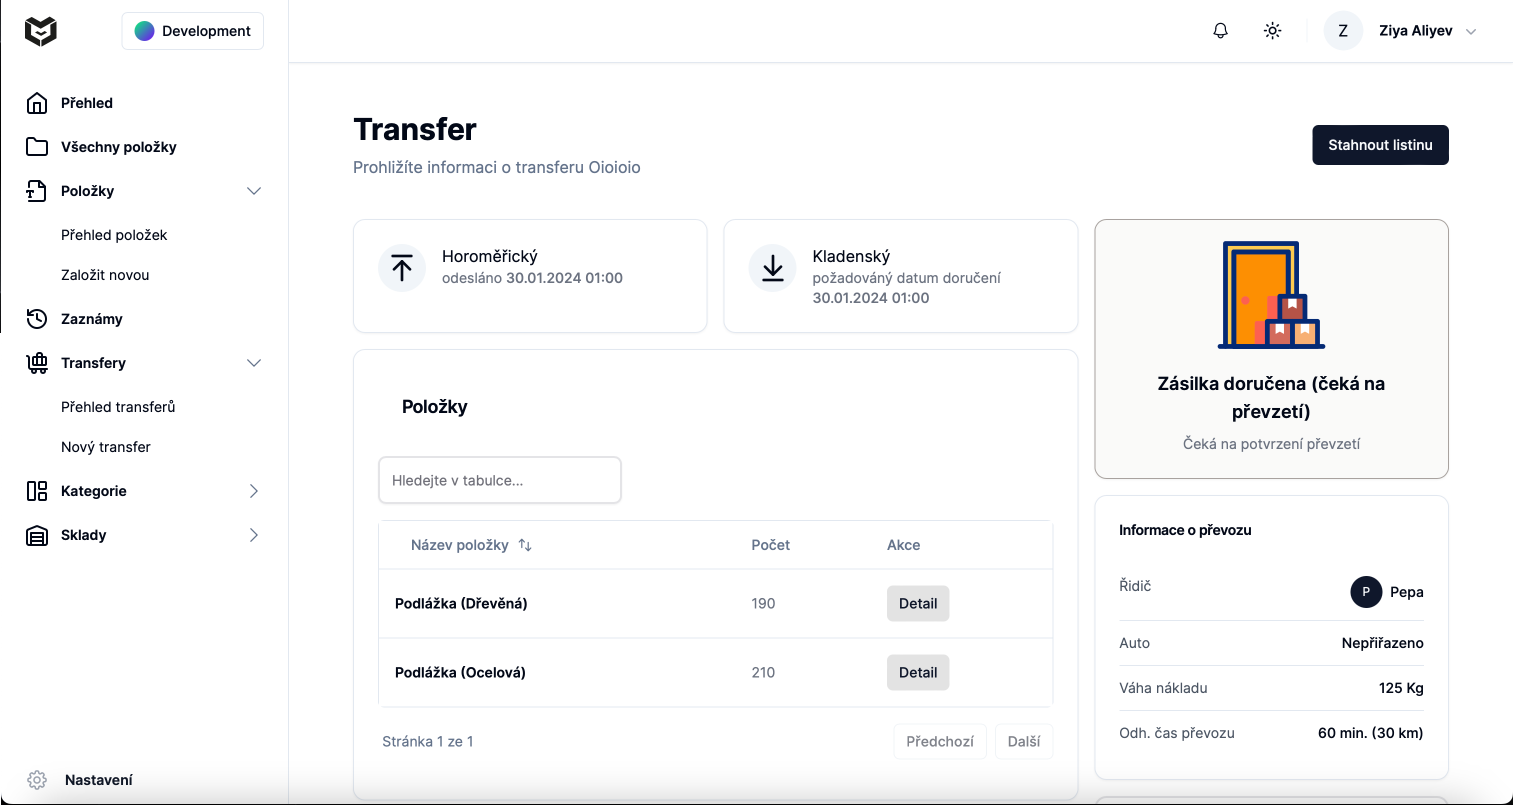 Development
Z
Ziya Aliyev
Přehled
Všechny položky
Položky
Přehled položek
Založit novou
Zaznámy
Transfery
Přehled transferů
Nový transfer
Kategorie
Sklady
Nastavení
Transfer
Prohližíte informaci o transferu Oioioio
Stahnout listinu
Horoměřický
odesláno 30.01.2024 01:00
Kladenský
požadováný datum doručení
30.01.2024 01:00
Položky
Hledejte v tabulce...
Název položky
Počet
Akce
Podlážka (Dřevěná)
190
Detail
Podlážka (Ocelová)
210
Detail
Stránka 1 ze 1
Předchozí
Další
Zásilka doručena (čeká na
převzetí)
Čeká na potvrzení převzetí
Informace o převozu
Řidič
P
Pepa
Auto
Nepřiřazeno
Váha nákladu
125 Kg
Odh. čas převozu
60 min. (30 km)